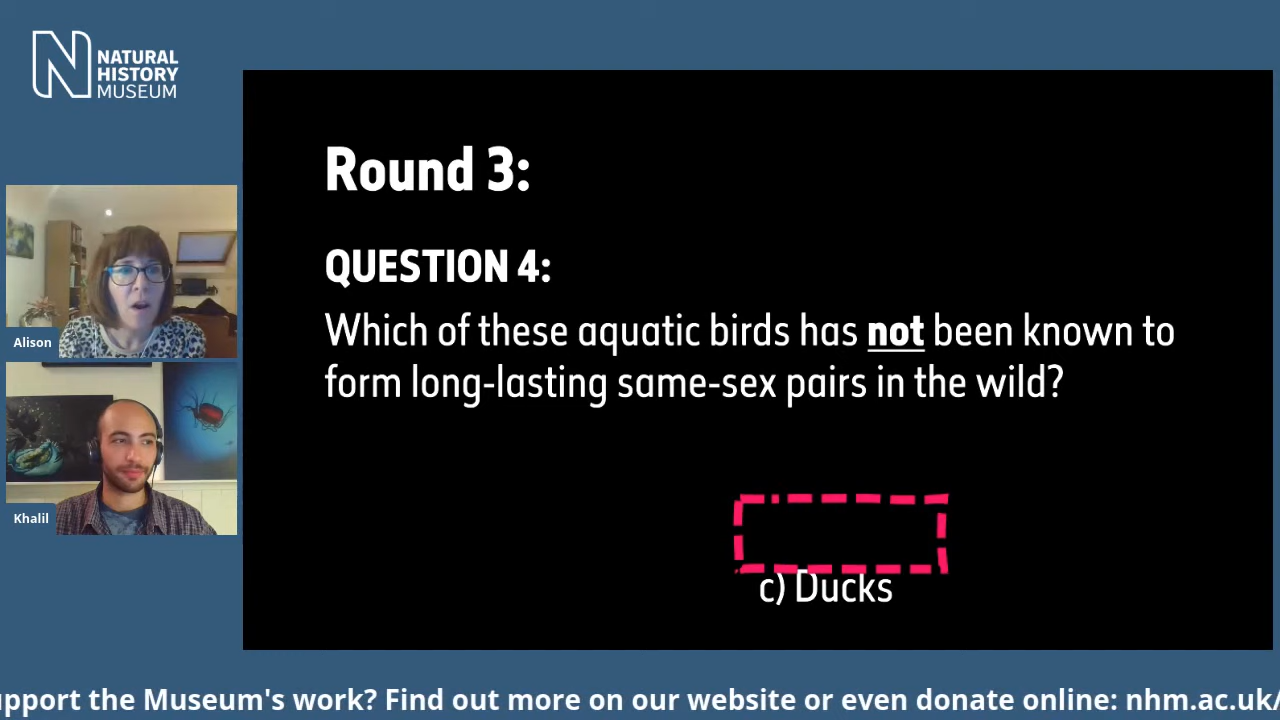 NATURAL
HISTORY
MUSEUM
Round 3:
QUESTION 4:
Which of these aquatic birds has not been known to
form long-lasting same-sex pairs in the wild?
c) Ducks
Alison
Khalil
upport the Museum's work? Find out more on our website or even donate online: nhm.ac.uk/